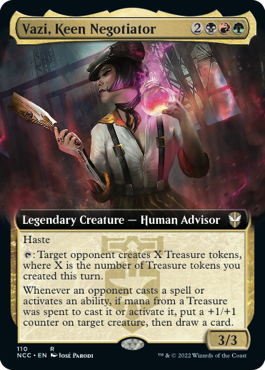 Vazi, Keen Negotiator 2
Legendary Creature — Human Advisor
Haste
: Target opponent creates X Treasure tokens,
where X is the number of Treasure tokens you
created this turn.
Whenever an opponent casts a spell or
activates an ability, if mana from a Treasure
was spent to cast it or activate it, put a +1/+1
counter on target creature, then draw a card.
3/3
110 R
NCC • EN José Parodi
™ & © 2022 Wizards of the Coast